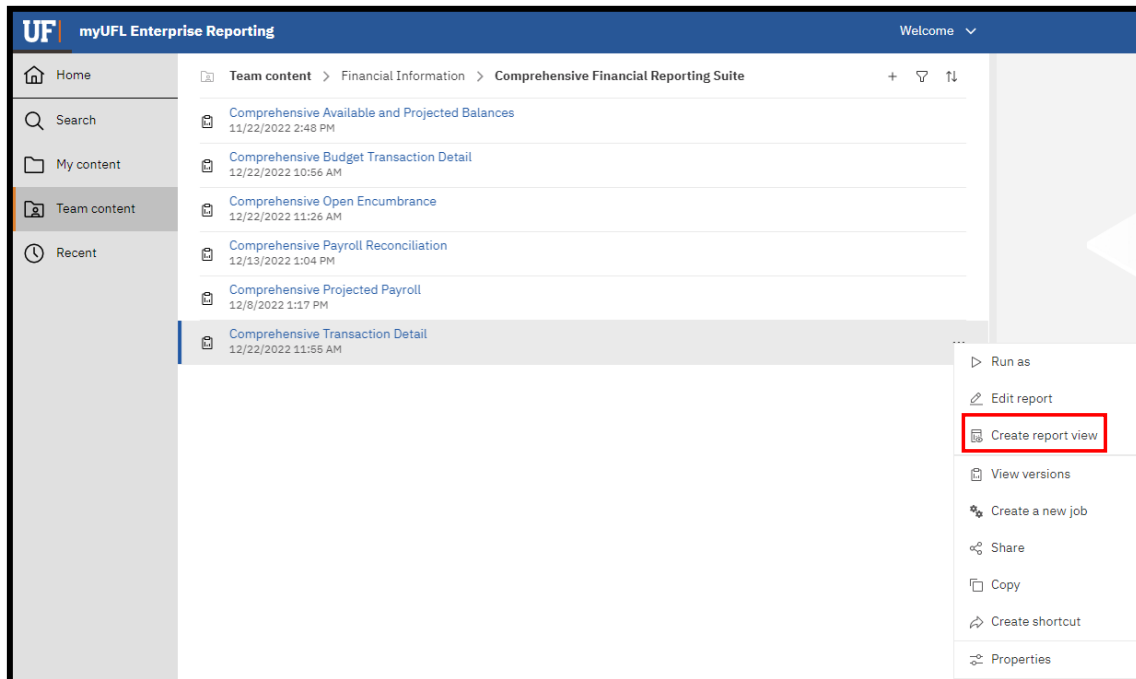 UF myUFL Enterprise Reporting Welcome
Home
Search
My content
Team content
Recent
Team content > Financial Information > Comprehensive Financial Reporting Suite
Comprehensive Available and Projected Balances
11/22/2022 2:48 PM
Comprehensive Budget Transaction Detail
12/22/2022 10:56 AM
Comprehensive Open Encumbrance
12/22/2022 11:26 AM
Comprehensive Payroll Reconciliation
12/13/2022 1:04 PM
Comprehensive Projected Payroll
12/8/2022 1:17 PM
Comprehensive Transaction Detail
12/22/2022 11:55 AM
Run as
Edit report
Create report view
View versions
Create a new job
Share
Copy
Create shortcut
Properties